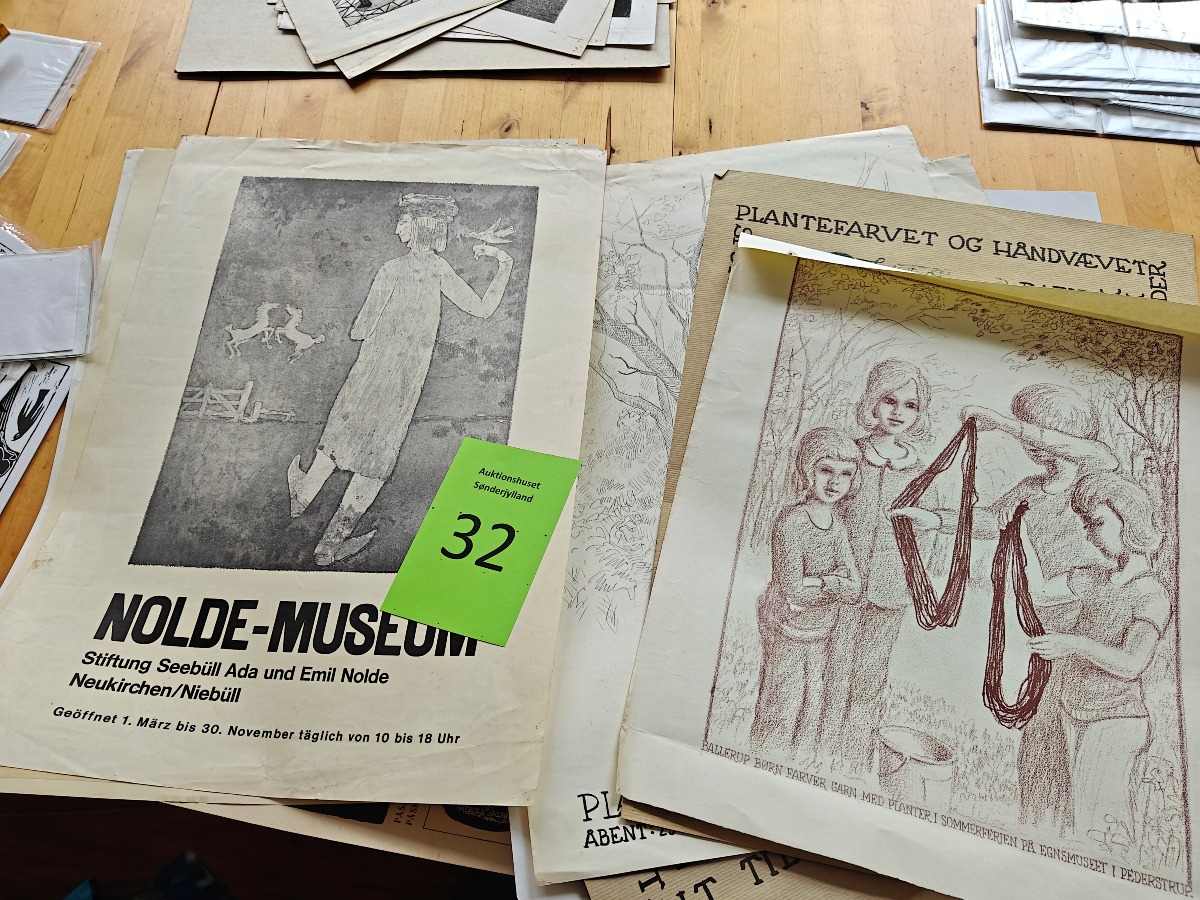 NOLDE-MUSEUM
Stiftung Seebüll Ada und Emil Nolde
Neukirchen/Niebüll
Geöffnet 1. März bis 30. November täglich von 10 bis 18 Uhr
Auktionshuset
Sønderjylland
32
PLANTEFARVET OG HÅNDVÆVET
BALLERUP BØRN FARVER GARN MED PLANTER I SOMMERFERIEN PÅ EGNSMUSEET I PEDERSTRUP
ÅBENT: